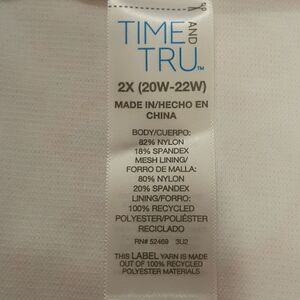 TIME AND
TRU™
2X (20W-22W)
MADE IN/HECHO EN
CHINA
BODY/CUERPO:
82% NYLON
18% SPANDEX
MESH LINING/
FORRO DE MALLA:
80% NYLON
20% SPANDEX
LINING/FORRO:
100% RECYCLED
POLYESTER/POLIÉSTER
RECICLADO
RN# 52469 3U2
THIS LABEL YARN IS MADE
OUT OF 100% RECYCLED
POLYESTER MATERIALS